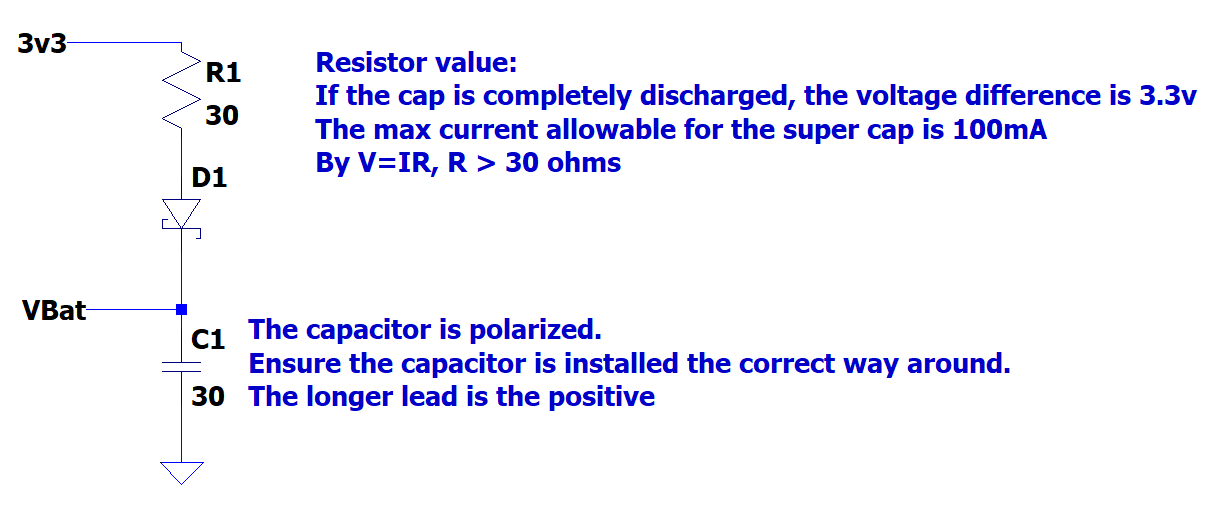 3v3
R1
30
Resistor value:
If the cap is completely discharged, the voltage difference is 3.3v
The max current allowable for the super cap is 100mA
By V=IR, R > 30 ohms
D1
VBat
C1
30
The capacitor is polarized.
Ensure the capacitor is installed the correct way around.
The longer lead is the positive